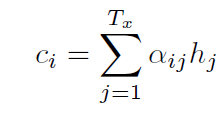 c_i = \sum_{j=1}^{T_x} \alpha_{ij} h_j